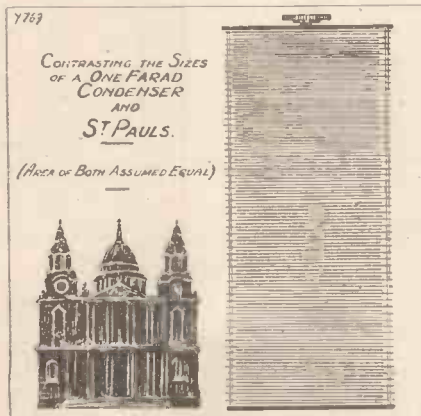 Y767
CONTRASTING THE SIZES
OF A ONE FARAD
CONDENSER
AND
ST PAULS.
(AREA OF BOTH ASSUMED EQUAL)